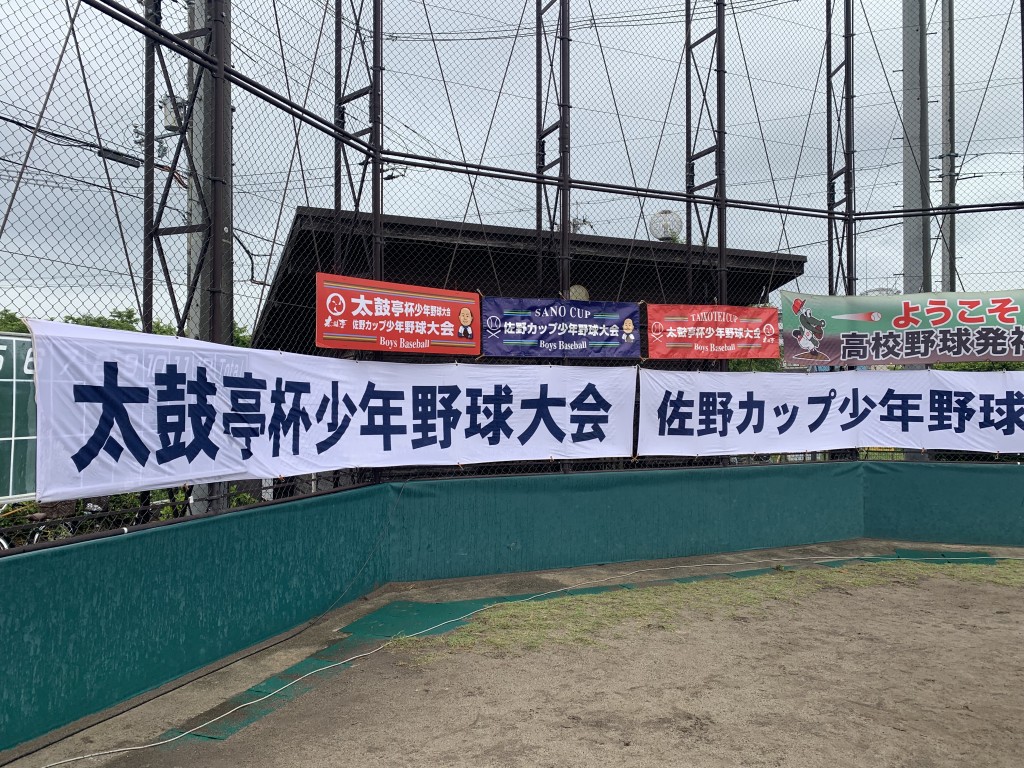 太鼓亭杯少年野球大会
佐野カップ少年野球大会
Boys Baseball
SANO CUP
佐野カップ少年野球大会
Boys Baseball
TAIKOTEI CUP
太鼓亭杯少年野球大会
Boys Baseball
ようこそ
高校野球発祥
太鼓亭杯少年野球大会
佐野カップ少年野球